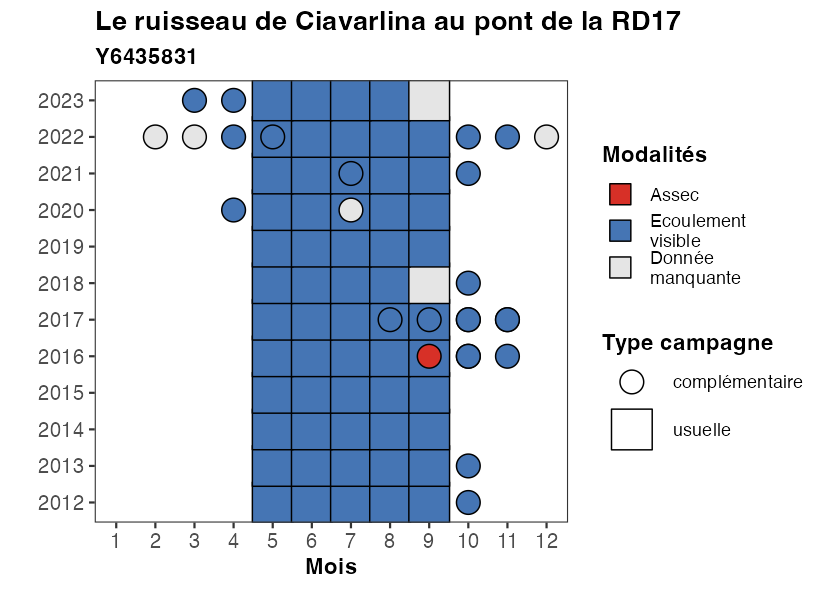 Le ruisseau de Ciavarlina au pont de la RD17
Y6435831
2023
2022
2021
2020
2019
2018
2017
2016
2015
2014
2013
2012
1 2 3 4 5 6 7 8 9 10 11 12
Mois
Modalités
Assec
Ecoulement
visible
Donnée
manquante
Type campagne
complémentaire
usuelle